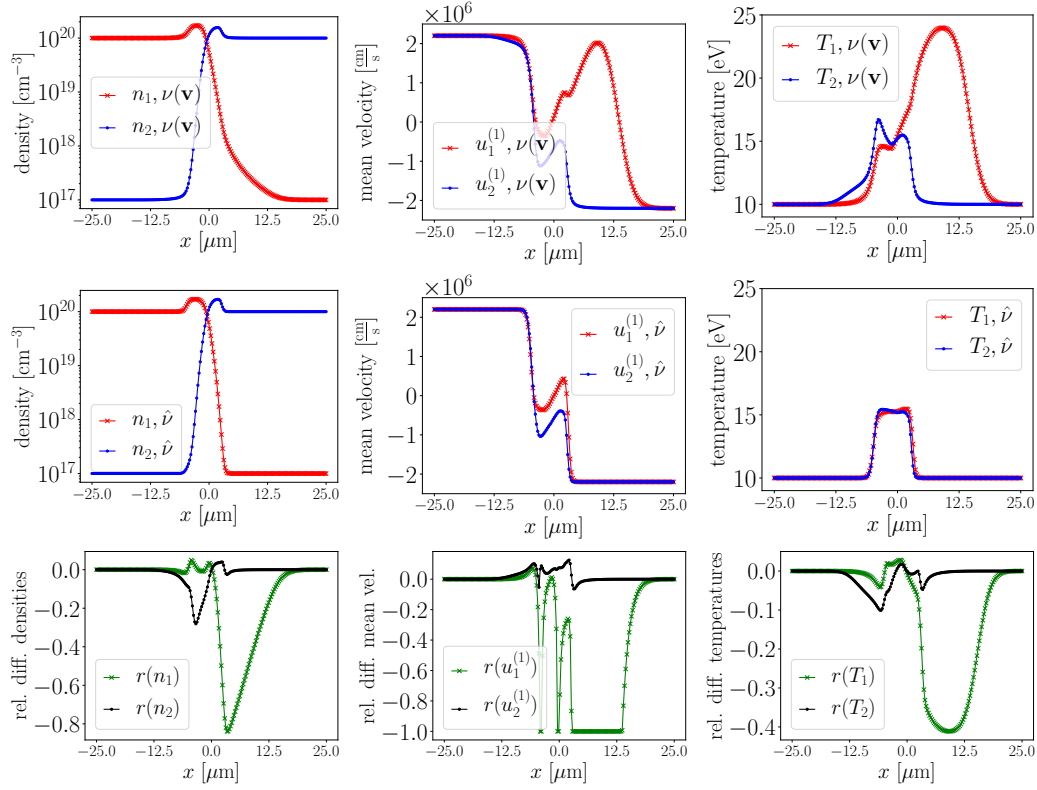 10²⁰
10¹⁹
10¹⁸
10¹⁷
density [cm⁻³]
n₁, ν(v)
n₂, ν(v)
−25.0 −12.5 0.0 12.5 25.0
x [μm]
×10⁶
2
1
0
−1
−2
mean velocity [cm/s]
u₁⁽¹⁾, ν(v)
u₂⁽¹⁾, ν(v)
−25.0 −12.5 0.0 12.5 25.0
x [μm]
25
20
15
10
temperature [eV]
T₁, ν(v)
T₂, ν(v)
−25.0 −12.5 0.0 12.5 25.0
x [μm]
10²⁰
10¹⁹
10¹⁸
10¹⁷
density [cm⁻³]
n₁, ν̂
n₂, ν̂
−25.0 −12.5 0.0 12.5 25.0
x [μm]
×10⁶
2
1
0
−1
−2
mean velocity [cm/s]
u₁⁽¹⁾, ν̂
u₂⁽¹⁾, ν̂
−25.0 −12.5 0.0 12.5 25.0
x [μm]
25
20
15
10
temperature [eV]
T₁, ν̂
T₂, ν̂
−25.0 −12.5 0.0 12.5 25.0
x [μm]
0.0
−0.2
−0.4
−0.6
−0.8
rel. diff. densities
r(n₁)
r(n₂)
−25.0 −12.5 0.0 12.5 25.0
x [μm]
0.0
−0.2
−0.4
−0.6
−0.8
−1.0
rel. diff. mean vel.
r(u₁⁽¹⁾)
r(u₂⁽¹⁾)
−25.0 −12.5 0.0 12.5 25.0
x [μm]
0.0
−0.1
−0.2
−0.3
−0.4
rel. diff. temperatures
r(T₁)
r(T₂)
−25.0 −12.5 0.0 12.5 25.0
x [μm]